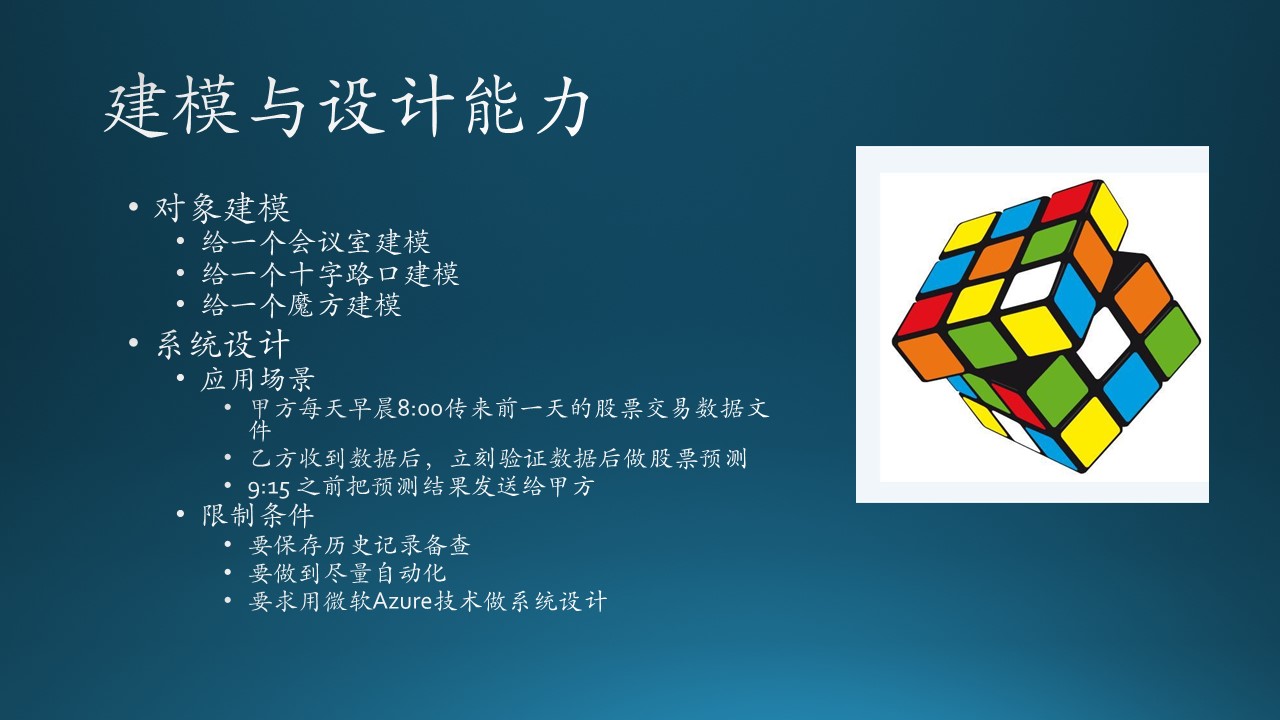 建模与设计能力
• 对象建模
• 给一个会议室建模
• 给一个十字路口建模
• 给一个魔方建模
• 系统设计
• 应用场景
• 甲方每天早晨8:00传来前一天的股票交易数据文
件
• 乙方收到数据后，立刻验证数据后做股票预测
• 9:15 之前把预测结果发送给甲方
• 限制条件
• 要保存历史记录备查
• 要做到尽量自动化
• 要求用微软Azure技术做系统设计